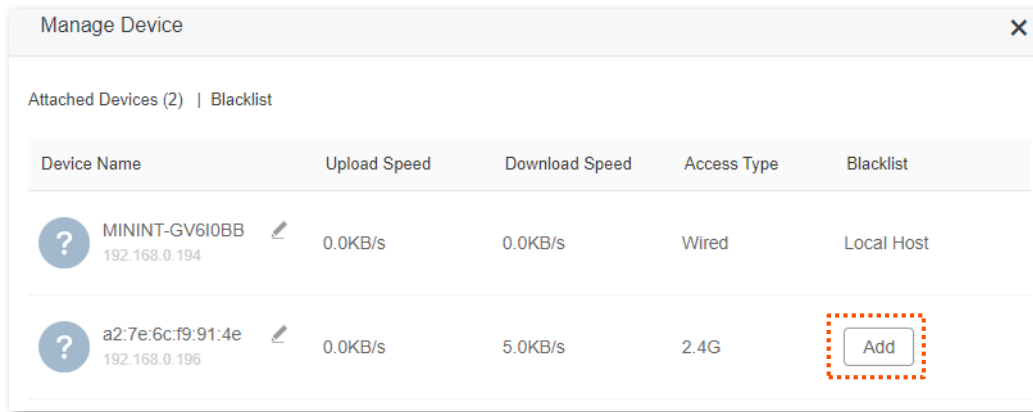 Manage Device
Attached Devices (2) | Blacklist
Device Name Upload Speed Download Speed Access Type Blacklist
? MININT-GV6I0BB 0.0KB/s 0.0KB/s Wired Local Host
192.168.0.194
? a2:7e:6c:f9:91:4e 0.0KB/s 5.0KB/s 2.4G Add
192.168.0.196